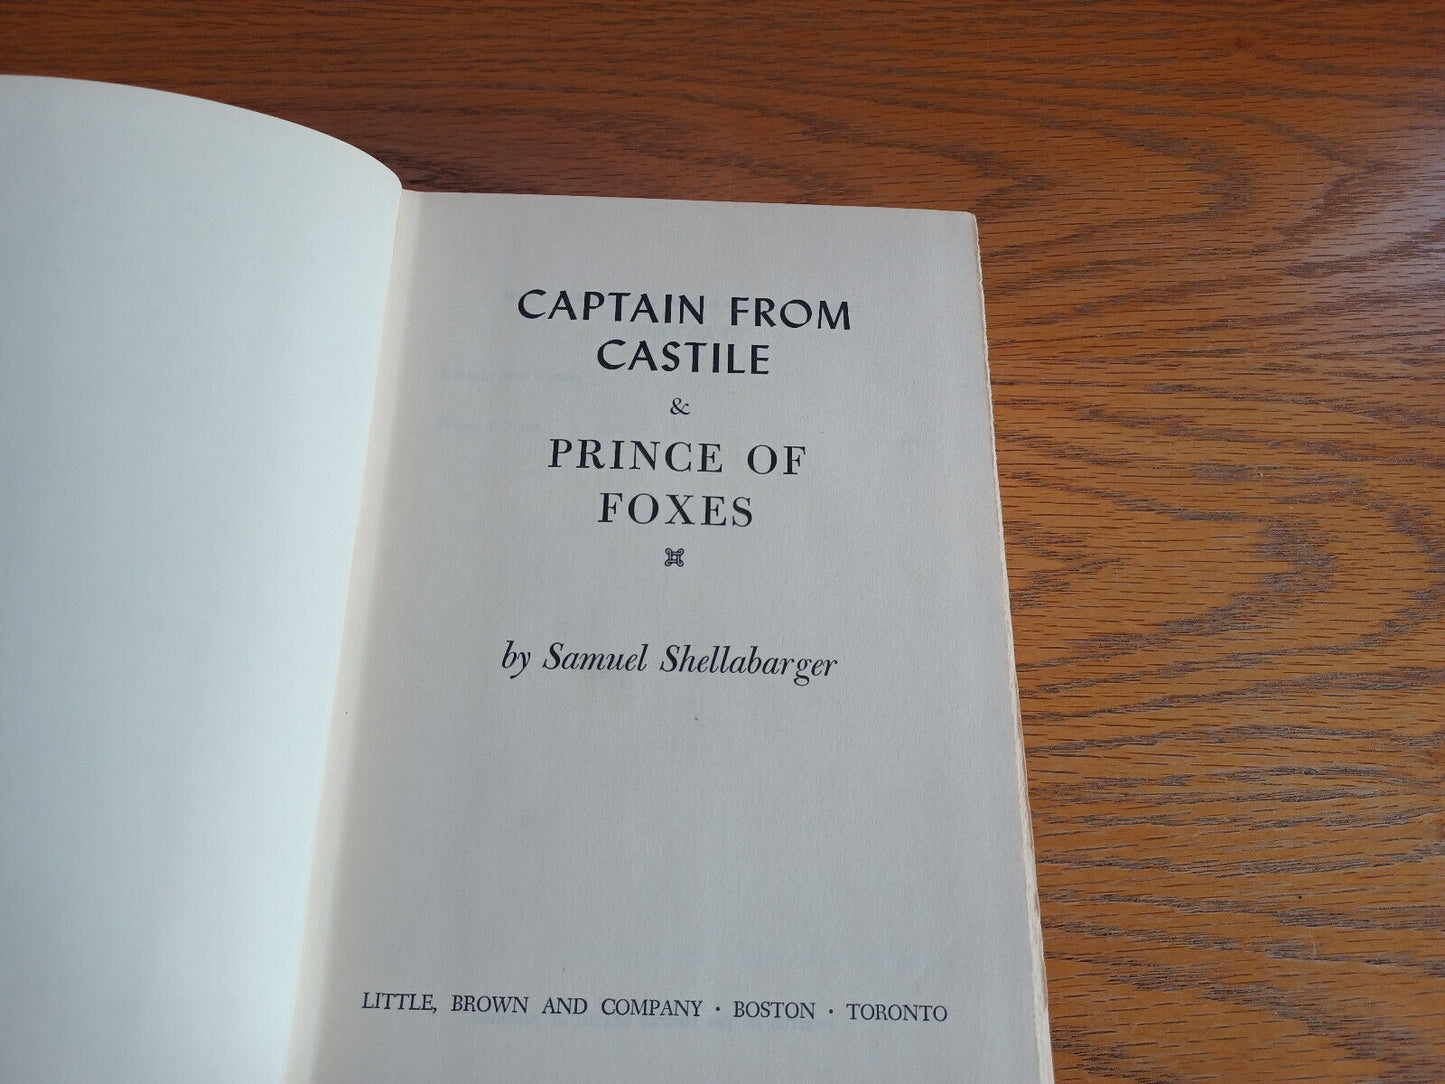 CAPTAIN FROM
CASTILE
&
PRINCE OF
FOXES
by Samuel Shellabarger
LITTLE, BROWN AND COMPANY · BOSTON · TORONTO